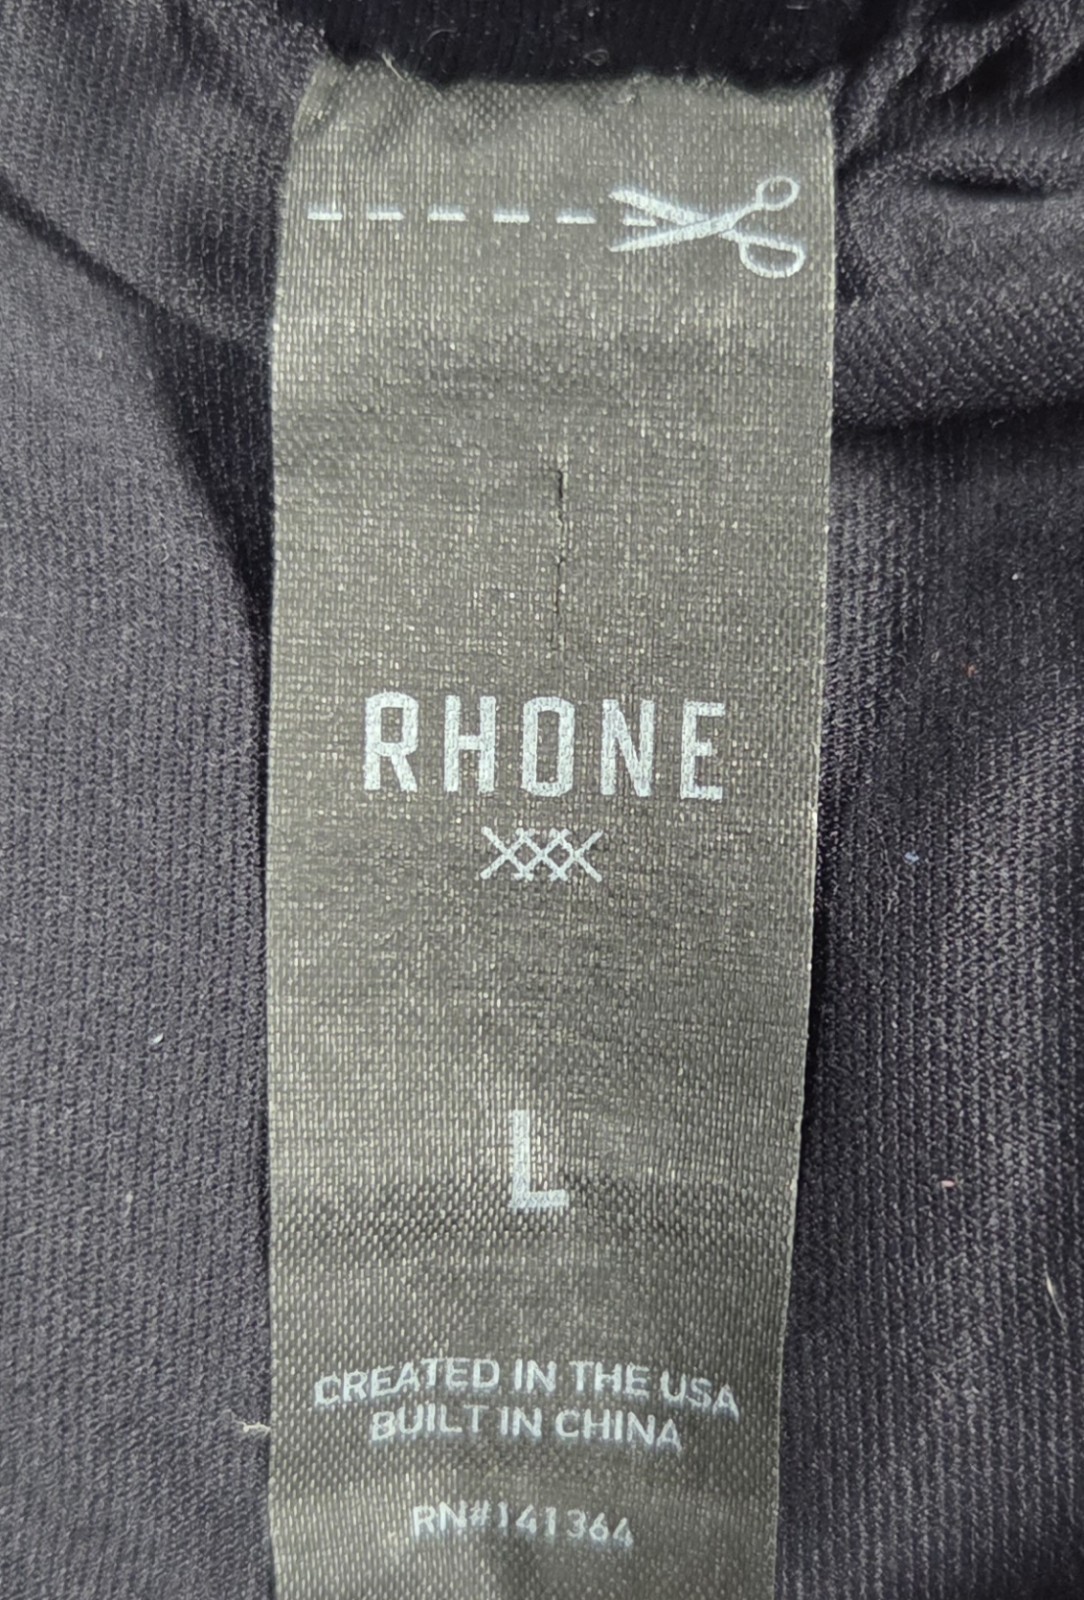 RHONE
L
CREATED IN THE USA
BUILT IN CHINA
RN#141364